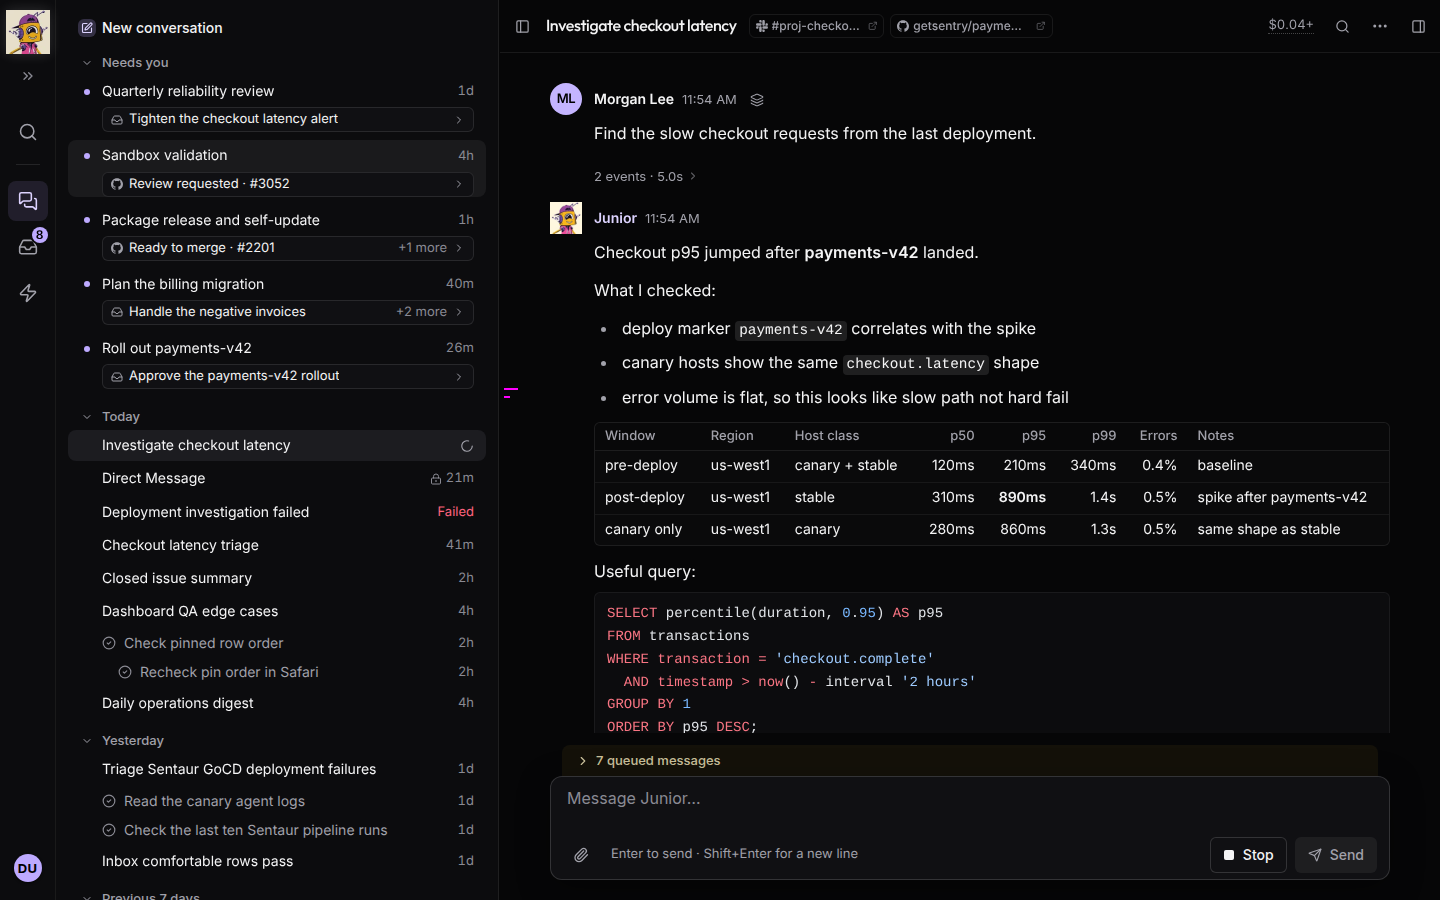 New conversation
Needs you
Quarterly reliability review 1d
Tighten the checkout latency alert
Sandbox validation 4h
Review requested · #3052
Package release and self-update 1h
Ready to merge · #2201 +1 more
Plan the billing migration 40m
Handle the negative invoices +2 more
Roll out payments-v42 26m
Approve the payments-v42 rollout
Today
Investigate checkout latency
Direct Message 21m
Deployment investigation failed Failed
Checkout latency triage 41m
Closed issue summary 2h
Dashboard QA edge cases 4h
Check pinned row order 2h
Recheck pin order in Safari 2h
Daily operations digest 4h
Yesterday
Triage Sentaur GoCD deployment failures 1d
Read the canary agent logs 1d
Check the last ten Sentaur pipeline runs 1d
Inbox comfortable rows pass 1d
Previous 7 days
8
DU
Investigate checkout latency #proj-checko... getsentry/payme... $0.04+
ML Morgan Lee 11:54 AM
Find the slow checkout requests from the last deployment.
2 events · 5.0s
Junior 11:54 AM
Checkout p95 jumped after payments-v42 landed.
What I checked:
deploy marker payments-v42 correlates with the spike
canary hosts show the same checkout.latency shape
error volume is flat, so this looks like slow path not hard fail
Window Region Host class p50 p95 p99 Errors Notes
pre-deploy us-west1 canary + stable 120ms 210ms 340ms 0.4% baseline
post-deploy us-west1 stable 310ms 890ms 1.4s 0.5% spike after payments-v42
canary only us-west1 canary 280ms 860ms 1.3s 0.5% same shape as stable
Useful query:
SELECT percentile(duration, 0.95) AS p95
FROM transactions
WHERE transaction = 'checkout.complete'
AND timestamp > now() - interval '2 hours'
GROUP BY 1
ORDER BY p95 DESC;
7 queued messages
Message Junior...
Enter to send · Shift+Enter for a new line
Stop Send